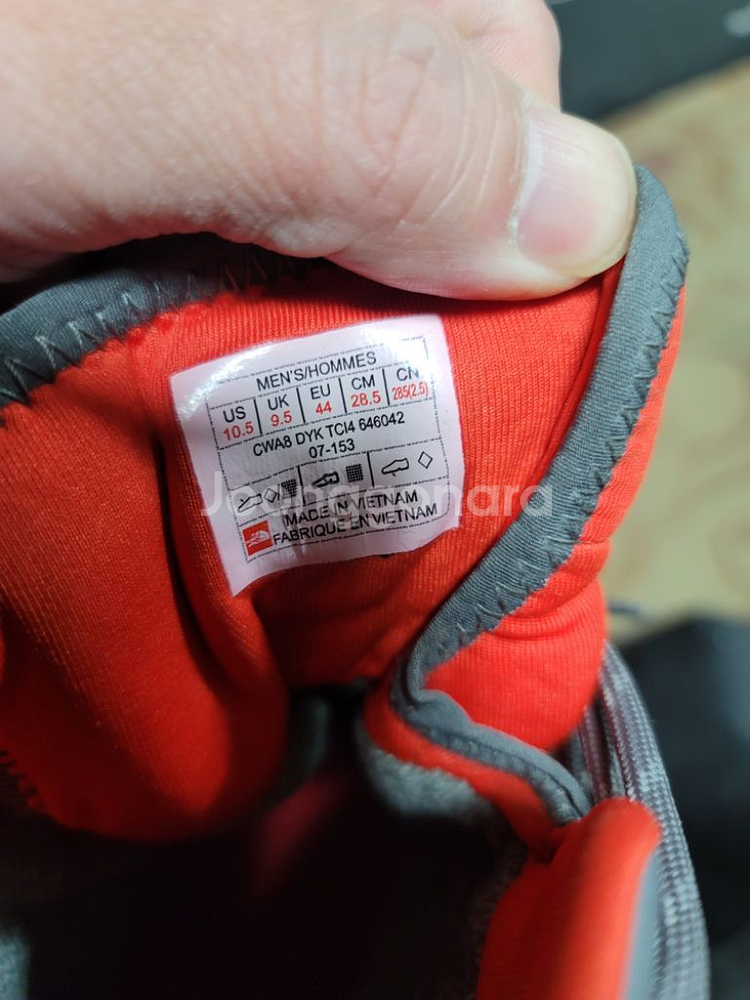 MEN'S/HOMMES
US UK EU CM CN
10.5 9.5 44 28.5 285(2.5)
CWA8 DYK TCI4 646042
07-153
Joonggonara
MADE IN VIETNAM
FABRIQUE EN VIETNAM